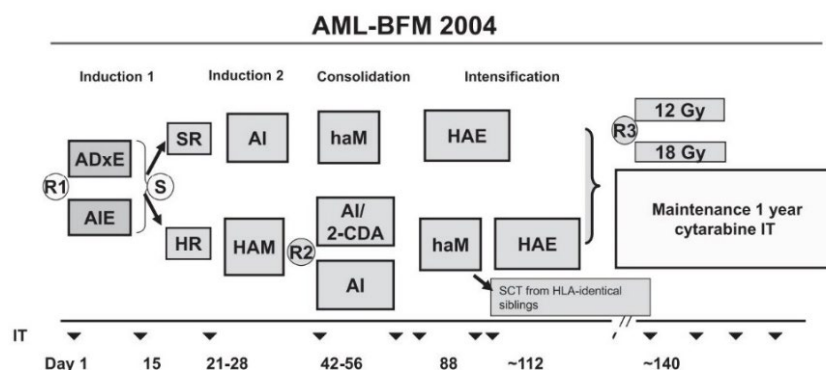 AML-BFM 2004
Induction 1 Induction 2 Consolidation Intensification
R1
ADxE
AIE
S
SR
HR
AI
HAM
R2
haM
AI/
2-CDA
AI
HAE
haM
HAE
SCT from HLA-identical
siblings
R3
12 Gy
18 Gy
Maintenance 1 year
cytarabine IT
IT
Day 1 15 21-28 42-56 88 ~112 ~140